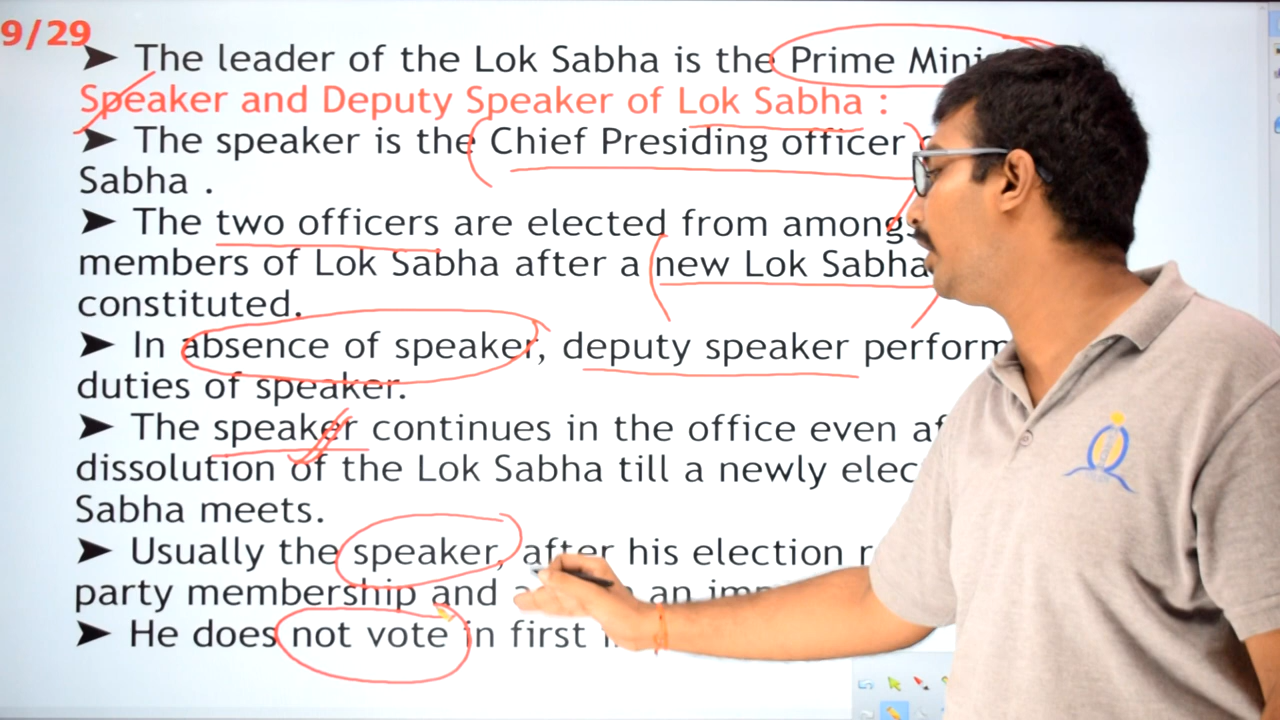 9/29
➤ The leader of the Lok Sabha is the Prime
Speaker and Deputy Speaker of Lok Sabha :
➤ The speaker is the Chief Presiding officer
Sabha .
➤ The two officers are elected from
members of Lok Sabha after a new Lok Sabha
constituted.
➤ In absence of speaker, deputy speaker
duties of speaker.
➤ The speaker continues in the office even
dissolution of the Lok Sabha till a newly
Sabha meets.
➤ Usually the speaker, after his election
party membership and an
➤ He does not vote in first